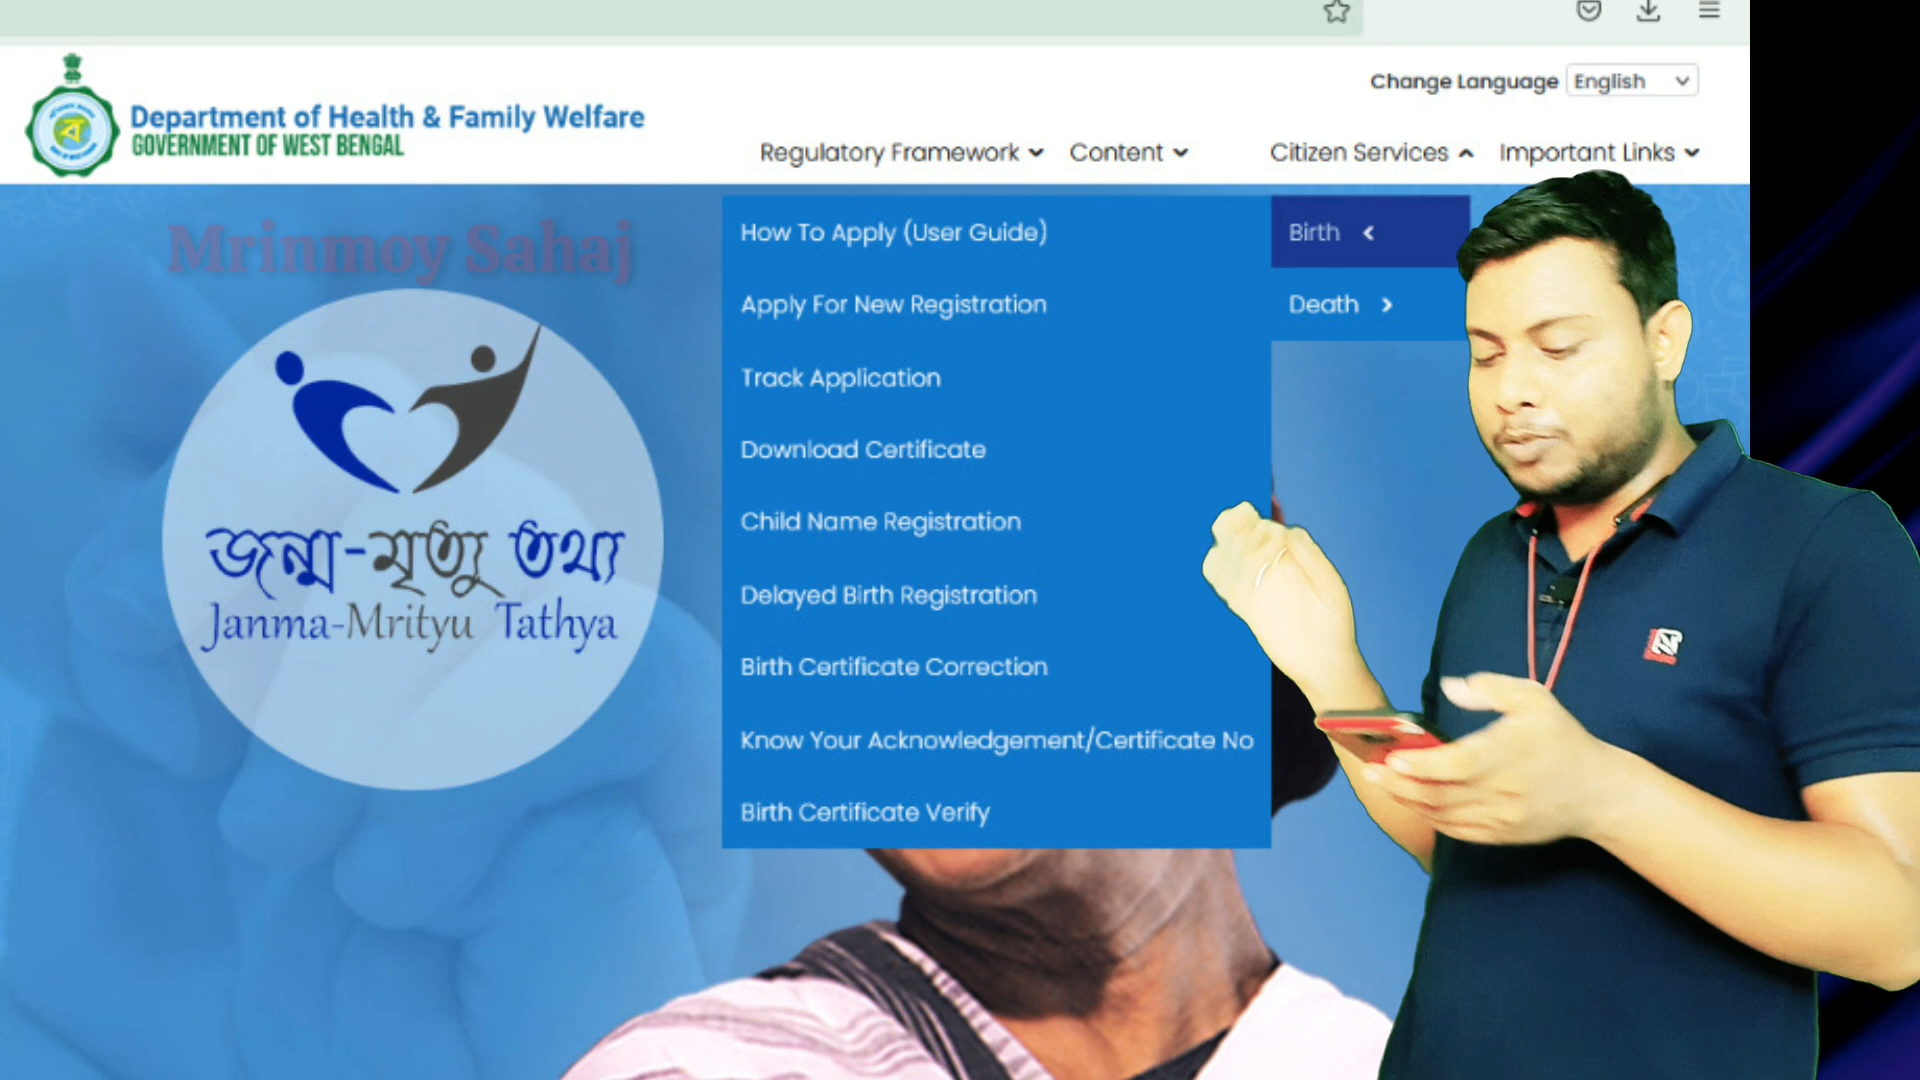 Change Language English
Department of Health & Family Welfare
GOVERNMENT OF WEST BENGAL
Regulatory Framework Content Citizen Services Important Links
Mrinmoy Sahaj
How To Apply (User Guide)
Apply For New Registration
Track Application
Download Certificate
Child Name Registration
Delayed Birth Registration
Birth Certificate Correction
Know Your Acknowledgement/Certificate No
Birth Certificate Verify
Birth
Death
জন্ম-মৃত্যু তথ্য
Janma-Mrityu Tathya
ব